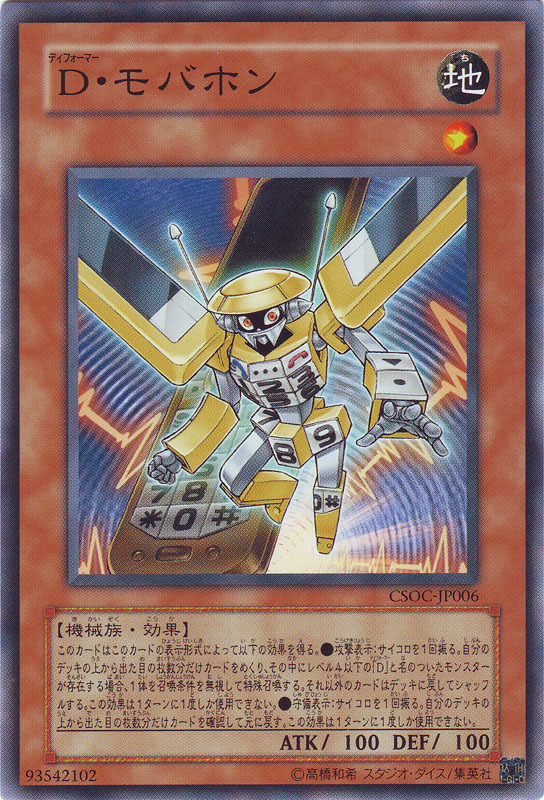 ディフォーマー
D・モバホン
ち
地
7 8
* 0 #
8 9
0#
CSOC-JP006
【機械族・効果】
このカードはこのカードの表示形式によって以下の効果を得る。●攻撃表示：サイコロを1回振る。自分の
デッキの上から出た目の枚数分だけカードをめくり、その中にレベル4以下の「D」と名のついたモンスター
が存在する場合、1体を召喚条件を無視して特殊召喚する。それ以外のカードはデッキに戻してシャッフ
ルする。この効果は1ターンに1度しか使用できない。●守備表示：サイコロを1回振る。自分のデッキ
の上から出た目の枚数分だけカードを確認して元に戻す。この効果は1ターンに1度しか使用できない。
ATK/ 100 DEF/ 100
93542102
©高橋和希 スタジオ・ダイス/集英社